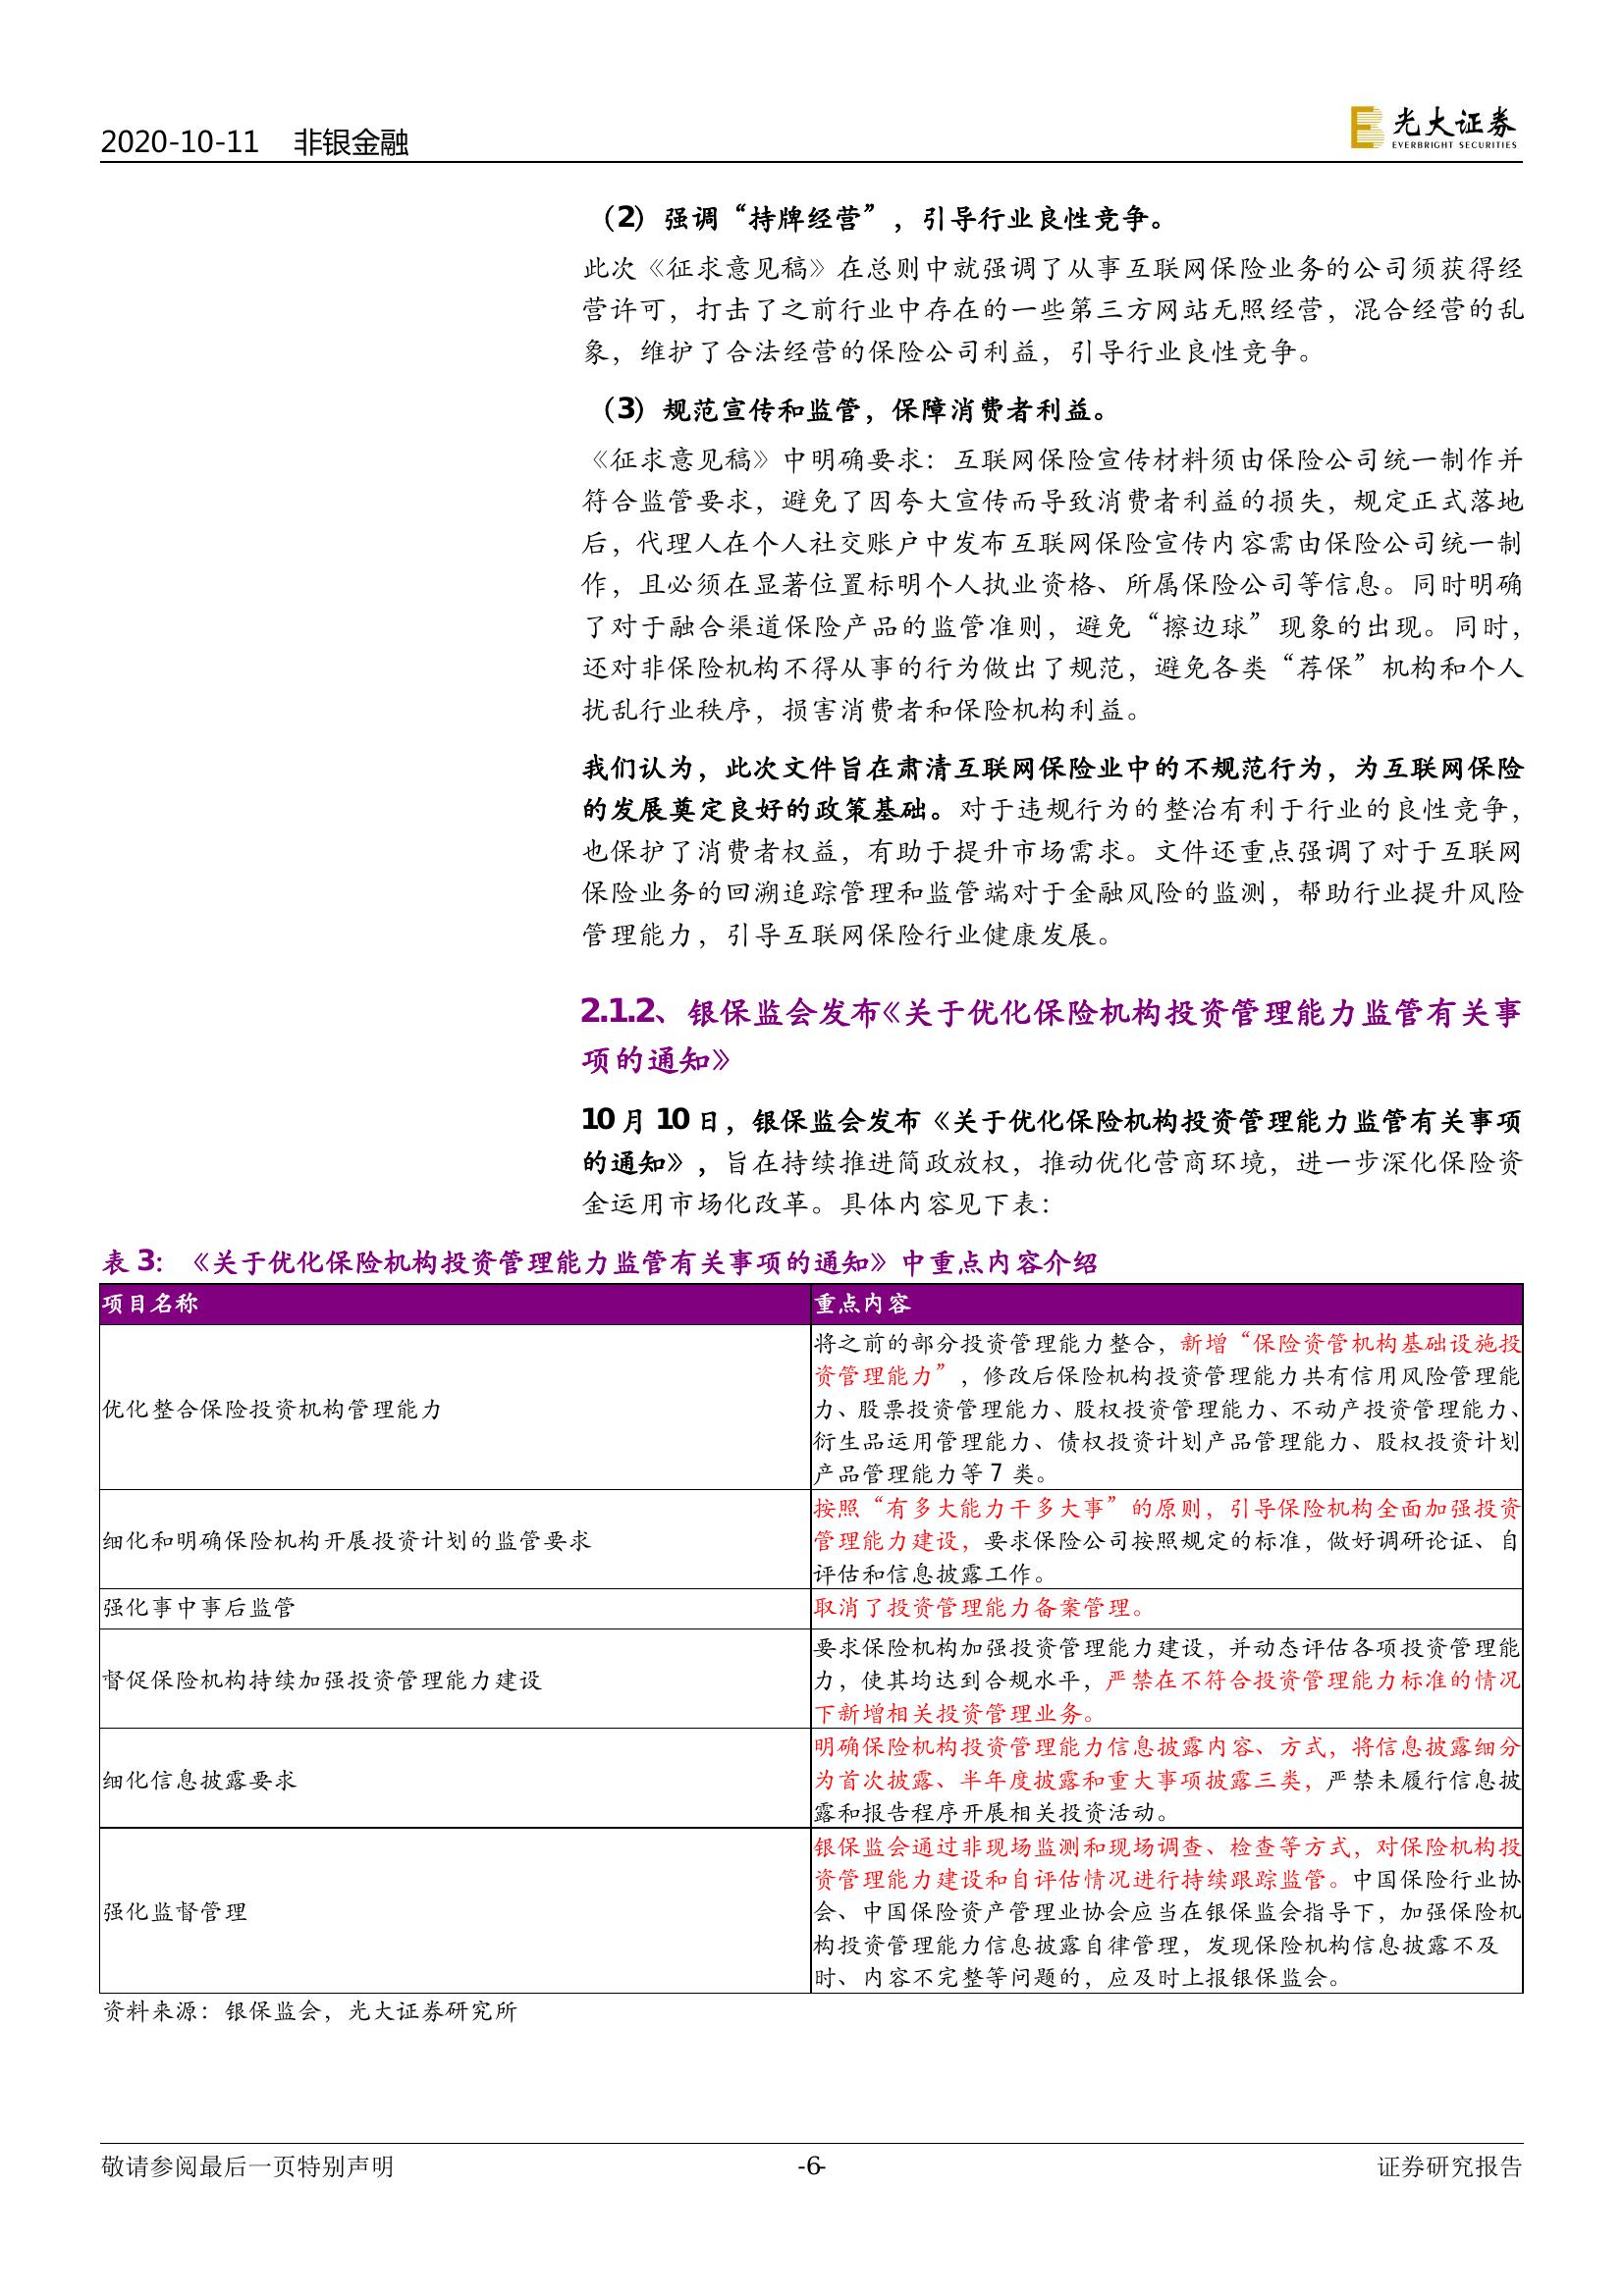 2020-10-11 非银金融
光大证券
EVERBRIGHT SECURITIES
（2）强调“持牌经营”，引导行业良性竞争。
此次《征求意见稿》在总则中就强调了从事互联网保险业务的公司须获得经
营许可，打击了之前行业中存在的一些第三方网站无照经营，混合经营的乱
象，维护了合法经营的保险公司利益，引导行业良性竞争。
（3）规范宣传和监管，保障消费者利益。
《征求意见稿》中明确要求：互联网保险宣传材料须由保险公司统一制作并
符合监管要求，避免了因夸大宣传而导致消费者利益的损失，规定正式落地
后，代理人在个人社交账户中发布互联网保险宣传内容需由保险公司统一制
作，且必须在显著位置标明个人执业资格、所属保险公司等信息。同时明确
了对于融合渠道保险产品的监管准则，避免“擦边球”现象的出现。同时，
还对非保险机构不得从事的行为做出了规范，避免各类“荐保”机构和个人
扰乱行业秩序，损害消费者和保险机构利益。
我们认为，此次文件旨在肃清互联网保险业中的不规范行为，为互联网保险
的发展奠定良好的政策基础。对于违规行为的整治有利于行业的良性竞争，
也保护了消费者权益，有助于提升市场需求。文件还重点强调了对于互联网
保险业务的回溯追踪管理和监管端对于金融风险的监测，帮助行业提升风险
管理能力，引导互联网保险行业健康发展。
2.1.2、银保监会发布《关于优化保险机构投资管理能力监管有关事
项的通知》
10 月 10 日，银保监会发布《关于优化保险机构投资管理能力监管有关事项
的通知》，旨在持续推进简政放权，推动优化营商环境，进一步深化保险资
金运用市场化改革。具体内容见下表：
表 3：《关于优化保险机构投资管理能力监管有关事项的通知》中重点内容介绍
项目名称
重点内容
优化整合保险投资机构管理能力
将之前的部分投资管理能力整合，新增“保险资管机构基础设施投
资管理能力”，修改后保险机构投资管理能力共有信用风险管理能
力、股票投资管理能力、股权投资管理能力、不动产投资管理能力、
衍生品运用管理能力、债权投资计划产品管理能力、股权投资计划
产品管理能力等 7 类。
细化和明确保险机构开展投资计划的监管要求
按照“有多大能力干多大事”的原则，引导保险机构全面加强投资
管理能力建设，要求保险公司按照规定的标准，做好调研论证、自
评估和信息披露工作。
强化事中事后监管
取消了投资管理能力备案管理。
督促保险机构持续加强投资管理能力建设
要求保险机构加强投资管理能力建设，并动态评估各项投资管理能
力，使其均达到合规水平，严禁在不符合投资管理能力标准的情况
下新增相关投资管理业务。
细化信息披露要求
明确保险机构投资管理能力信息披露内容、方式，将信息披露细分
为首次披露、半年度披露和重大事项披露三类，严禁未履行信息披
露和报告程序开展相关投资活动。
强化监督管理
银保监会通过非现场监测和现场调查、检查等方式，对保险机构投
资管理能力建设和自评估情况进行持续跟踪监管。中国保险行业协
会、中国保险资产管理业协会应当在银保监会指导下，加强保险机
构投资管理能力信息披露自律管理，发现保险机构信息披露不及
时、内容不完整等问题的，应及时上报银保监会。
资料来源：银保监会，光大证券研究所
敬请参阅最后一页特别声明
-6-
证券研究报告